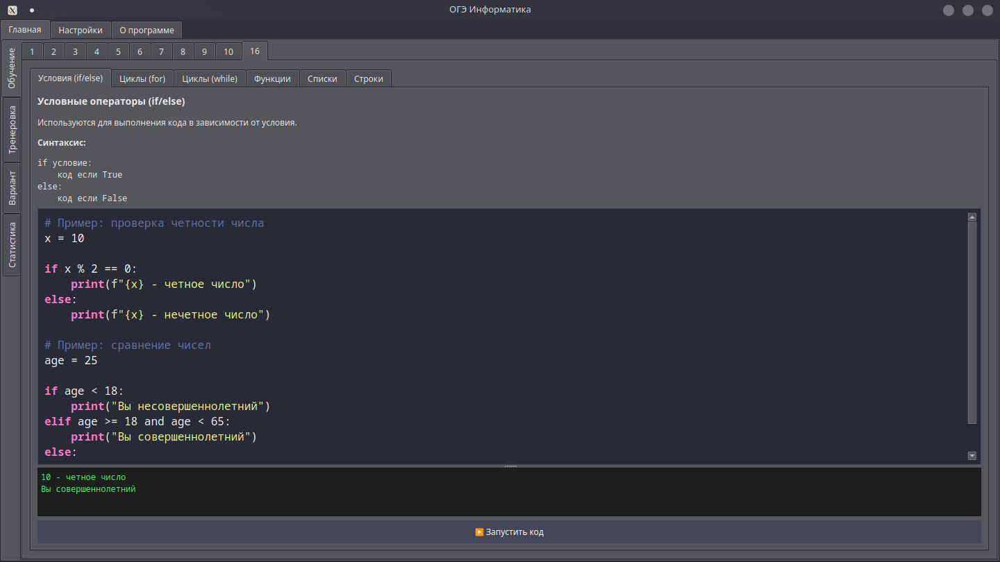 ОГЭ Информатика
Главная Настройки О программе
Обучение
Тренеровка
Вариант
Статистика
1 2 3 4 5 6 7 8 9 10 16
Условия (if/else) Циклы (for) Циклы (while) Функции Списки Строки
Условные операторы (if/else)
Используются для выполнения кода в зависимости от условия.
Синтаксис:
if условие:
    код если True
else:
    код если False
# Пример: проверка четности числа
x = 10
if x % 2 == 0:
    print(f"{x} - четное число")
else:
    print(f"{x} - нечетное число")
# Пример: сравнение чисел
age = 25
if age < 18:
    print("Вы несовершеннолетний")
elif age >= 18 and age < 65:
    print("Вы совершеннолетний")
else:
10 - четное число
Вы совершеннолетний
Запустить код